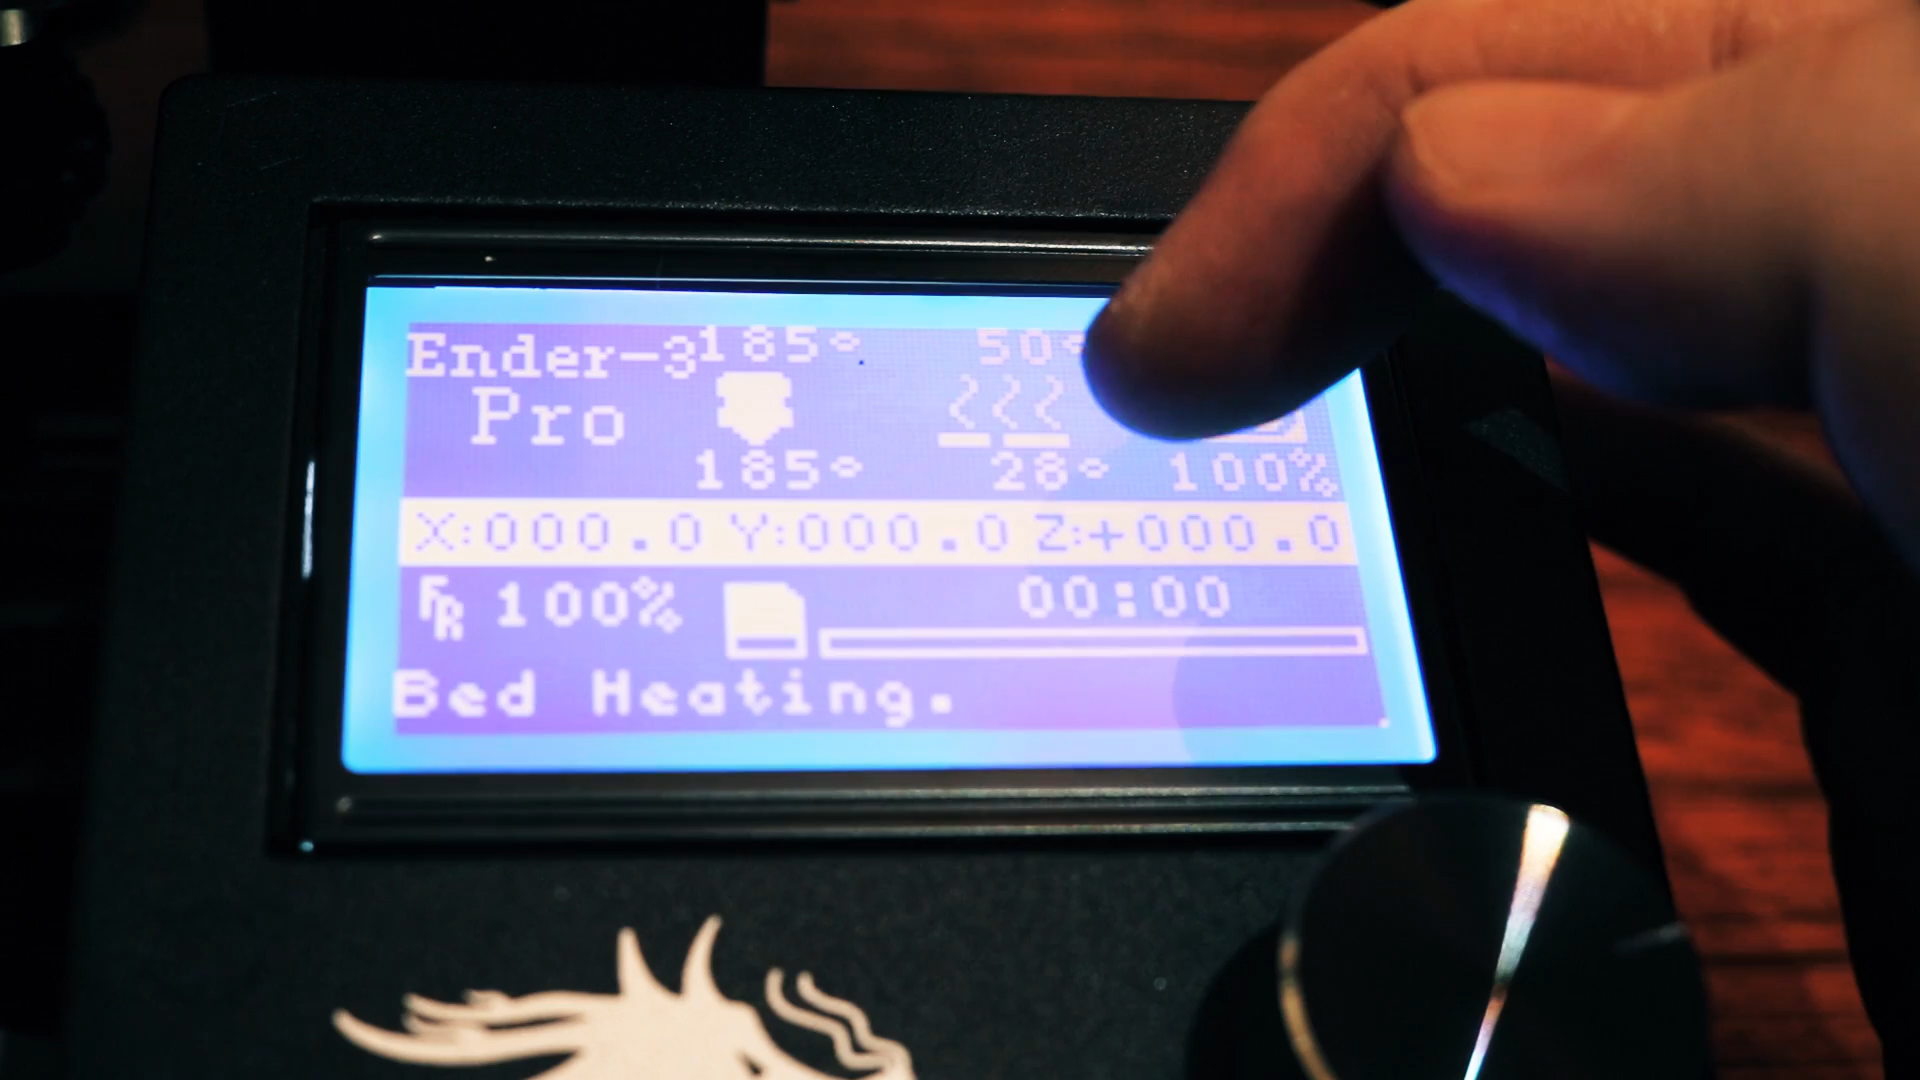 Ender-3 185° 50°
Pro
185° 28° 100%
X:000.0 Y:000.0 Z:+000.0
FR 100% 00:00
Bed Heating.